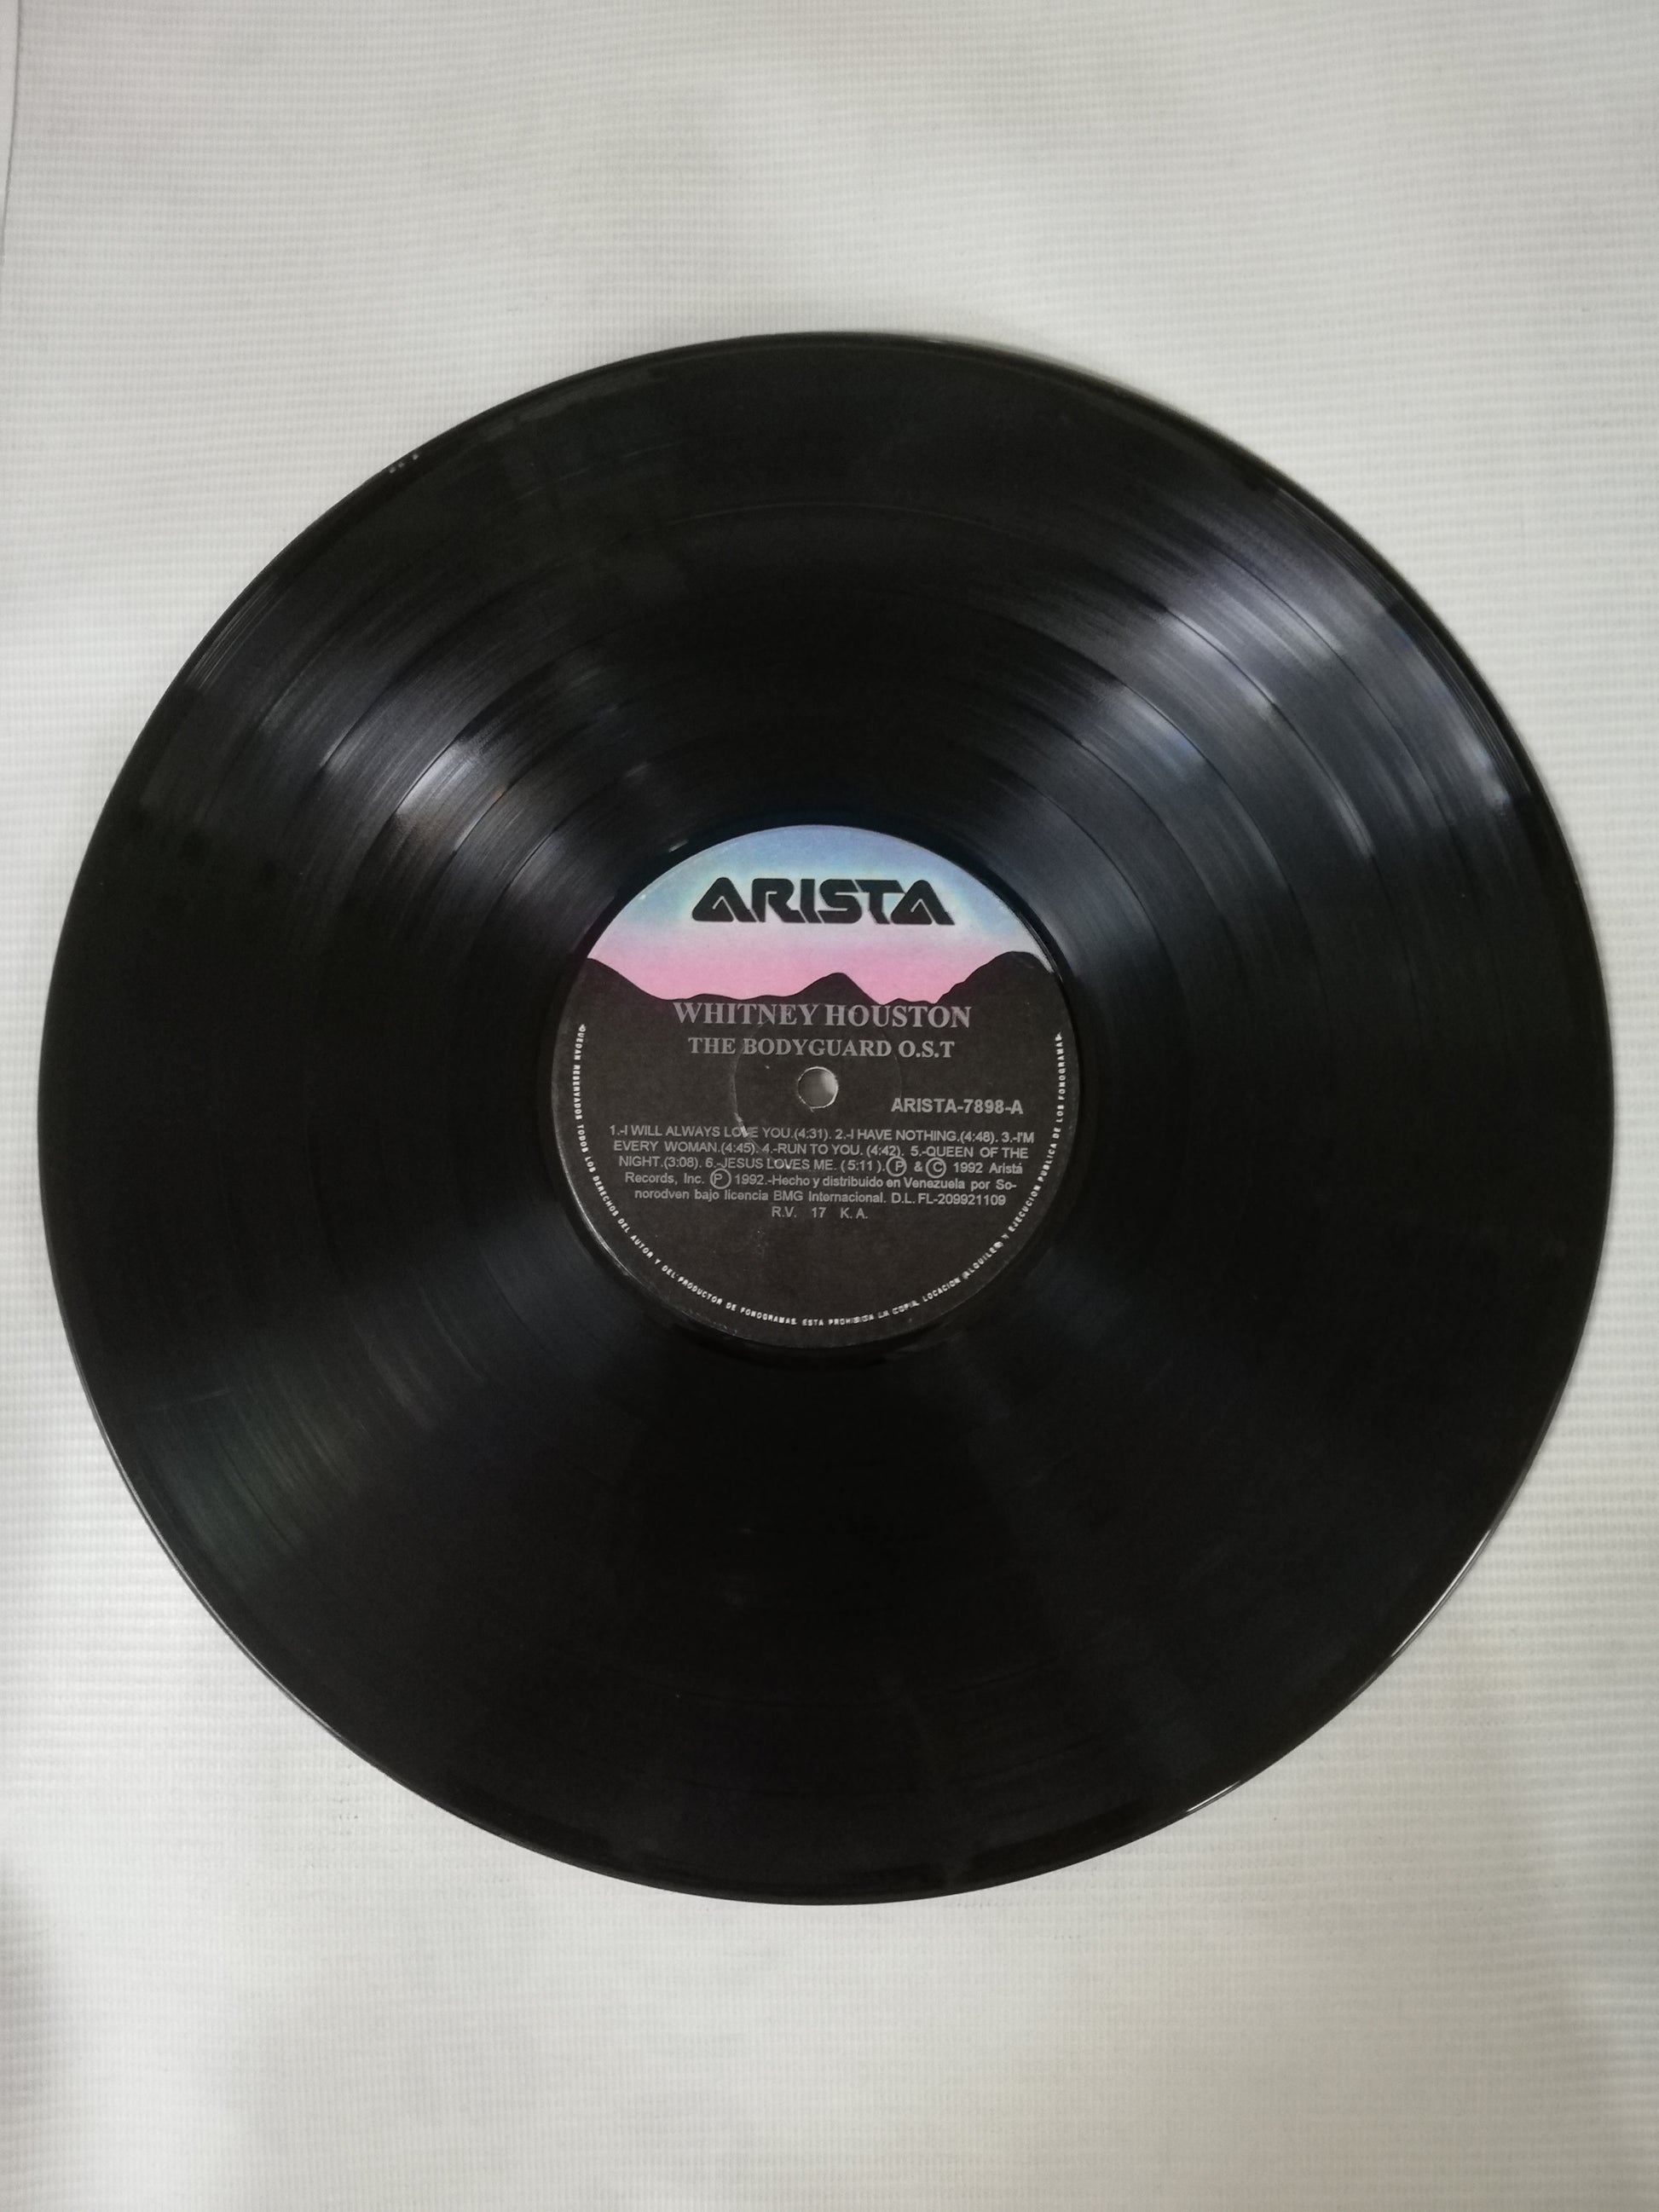 ARISTA
WHITNEY HOUSTON
THE BODYGUARD O.S.T
ARISTA-7898-A
1.-I WILL ALWAYS LOVE YOU.(4:31). 2.-I HAVE NOTHING.(4:48). 3.-I'M
EVERY WOMAN.(4:45). 4.-RUN TO YOU. (4:42). 5.-QUEEN OF THE
NIGHT.(3:08). 6.-JESUS LOVES ME. (5:11).Ⓟ & Ⓒ 1992 Aristá
Records, Inc. Ⓟ 1992.-Hecho y distribuido en Venezuela por So-
norodven bajo licencia BMG Internacional. D.L. FL-209921109
R.V. 17 K.A.
QUEDAN RESERVADOS TODOS LOS DERECHOS DEL AUTOR Y DEL PRODUCTOR DE FONOGRAMAS. ESTA PROHIBIDA LA COPIA, LOCACION (ALQUILER) Y EJECUCION PUBLICA DE LOS FONOGRAMAS